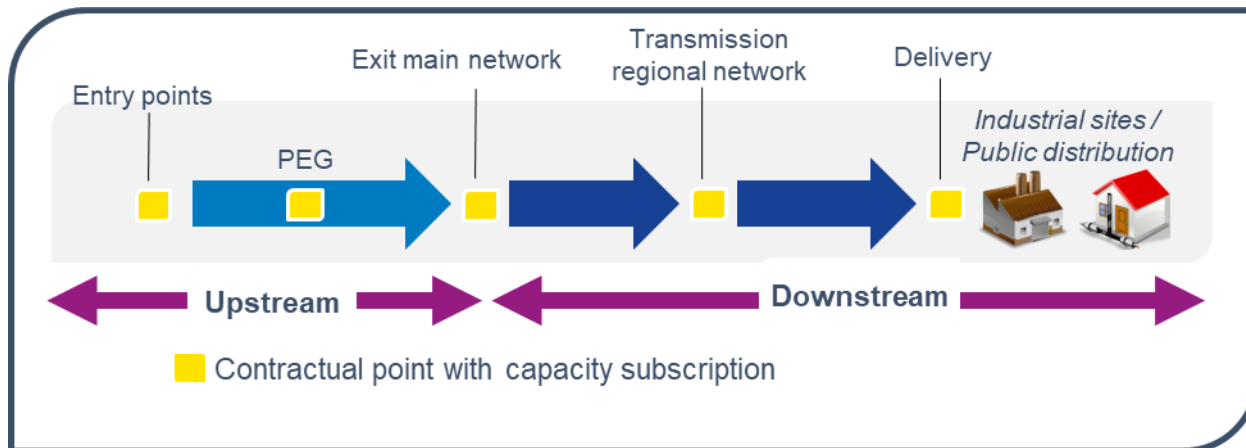 Entry points
Exit main network
Transmission
regional network
Delivery
PEG
Industrial sites /
Public distribution
Upstream
Downstream
Contractual point with capacity subscription